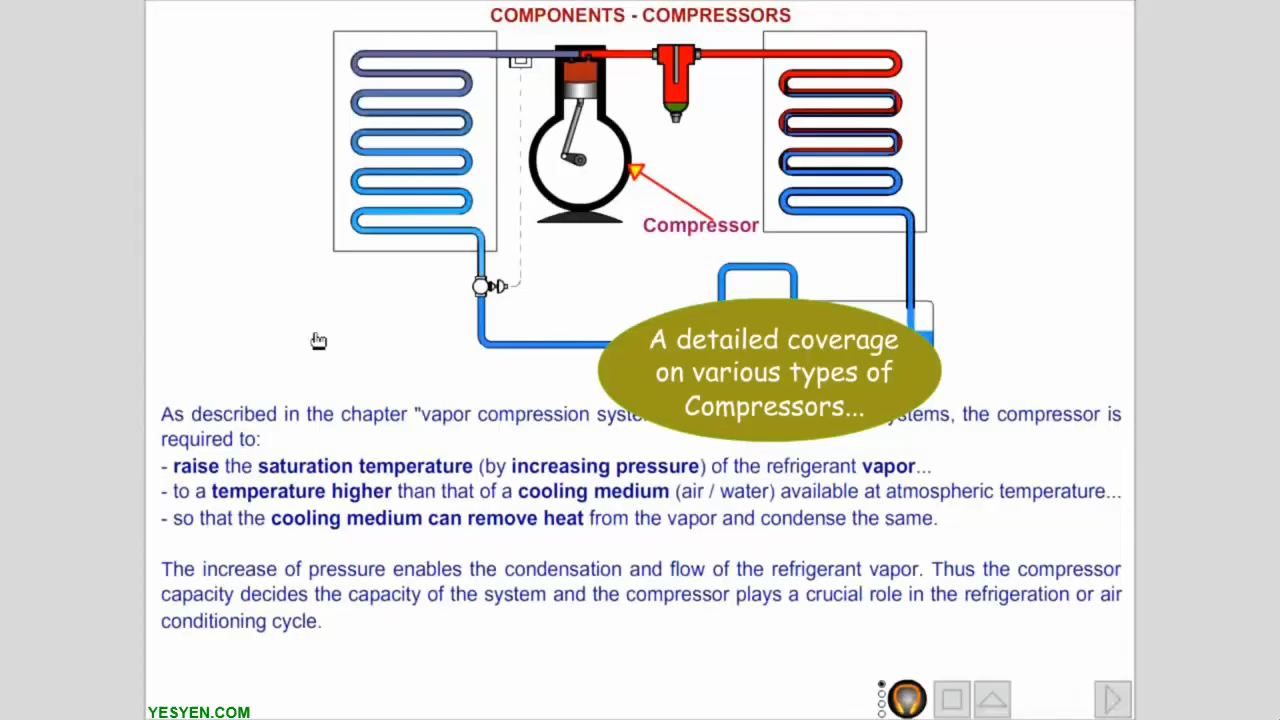 COMPONENTS - COMPRESSORS
Compressor
A detailed coverage
on various types of
Compressors...
As described in the chapter "vapor compression the compressor is
required to:
- raise the saturation temperature (by increasing pressure) of the refrigerant vapor...
- to a temperature higher than that of a cooling medium (air / water) available at atmospheric temperature...
- so that the cooling medium can remove heat from the vapor and condense the same.
The increase of pressure enables the condensation and flow of the refrigerant vapor. Thus the compressor
capacity decides the capacity of the system and the compressor plays a crucial role in the refrigeration or air
conditioning cycle.
YESYEN.COM